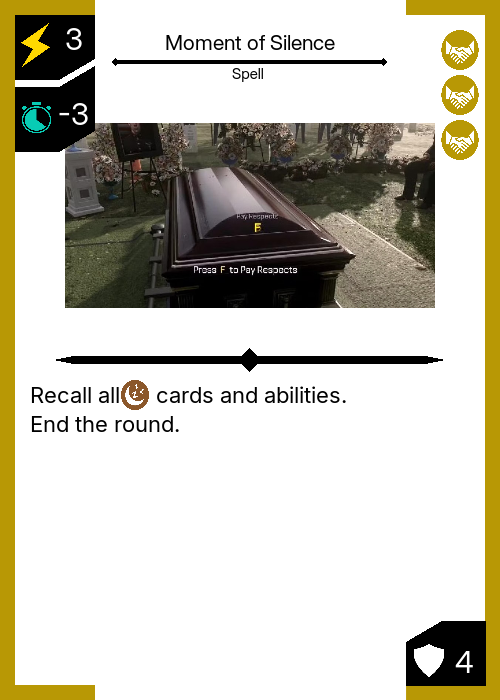 3
Moment of Silence
Spell
-3
Pay Respects
F
Press F to Pay Respects
Recall all cards and abilities.
End the round.
4